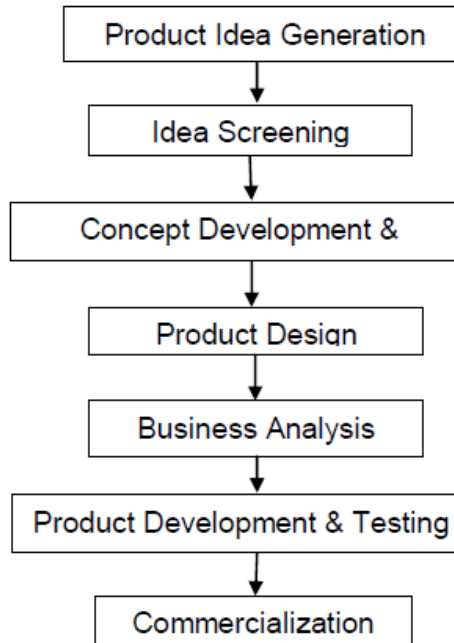 Product Idea Generation
Idea Screening
Concept Development &
Product Design
Business Analysis
Product Development & Testing
Commercialization